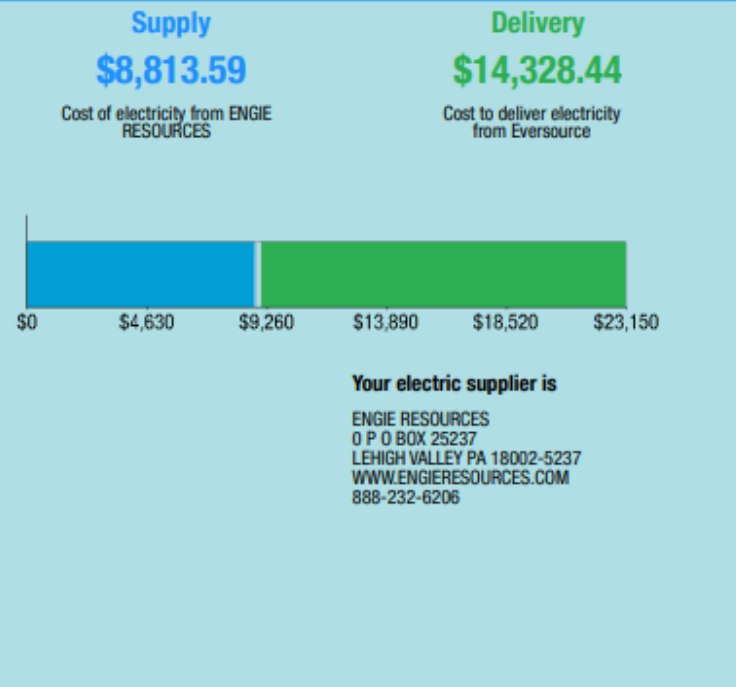 Supply
$8,813.59
Cost of electricity from ENGIE
RESOURCES
Delivery
$14,328.44
Cost to deliver electricity
from Eversource
$0 $4,630 $9,260 $13,890 $18,520 $23,150
Your electric supplier is
ENGIE RESOURCES
0 P O BOX 25237
LEHIGH VALLEY PA 18002-5237
WWW.ENGIERESOURCES.COM
888-232-6206